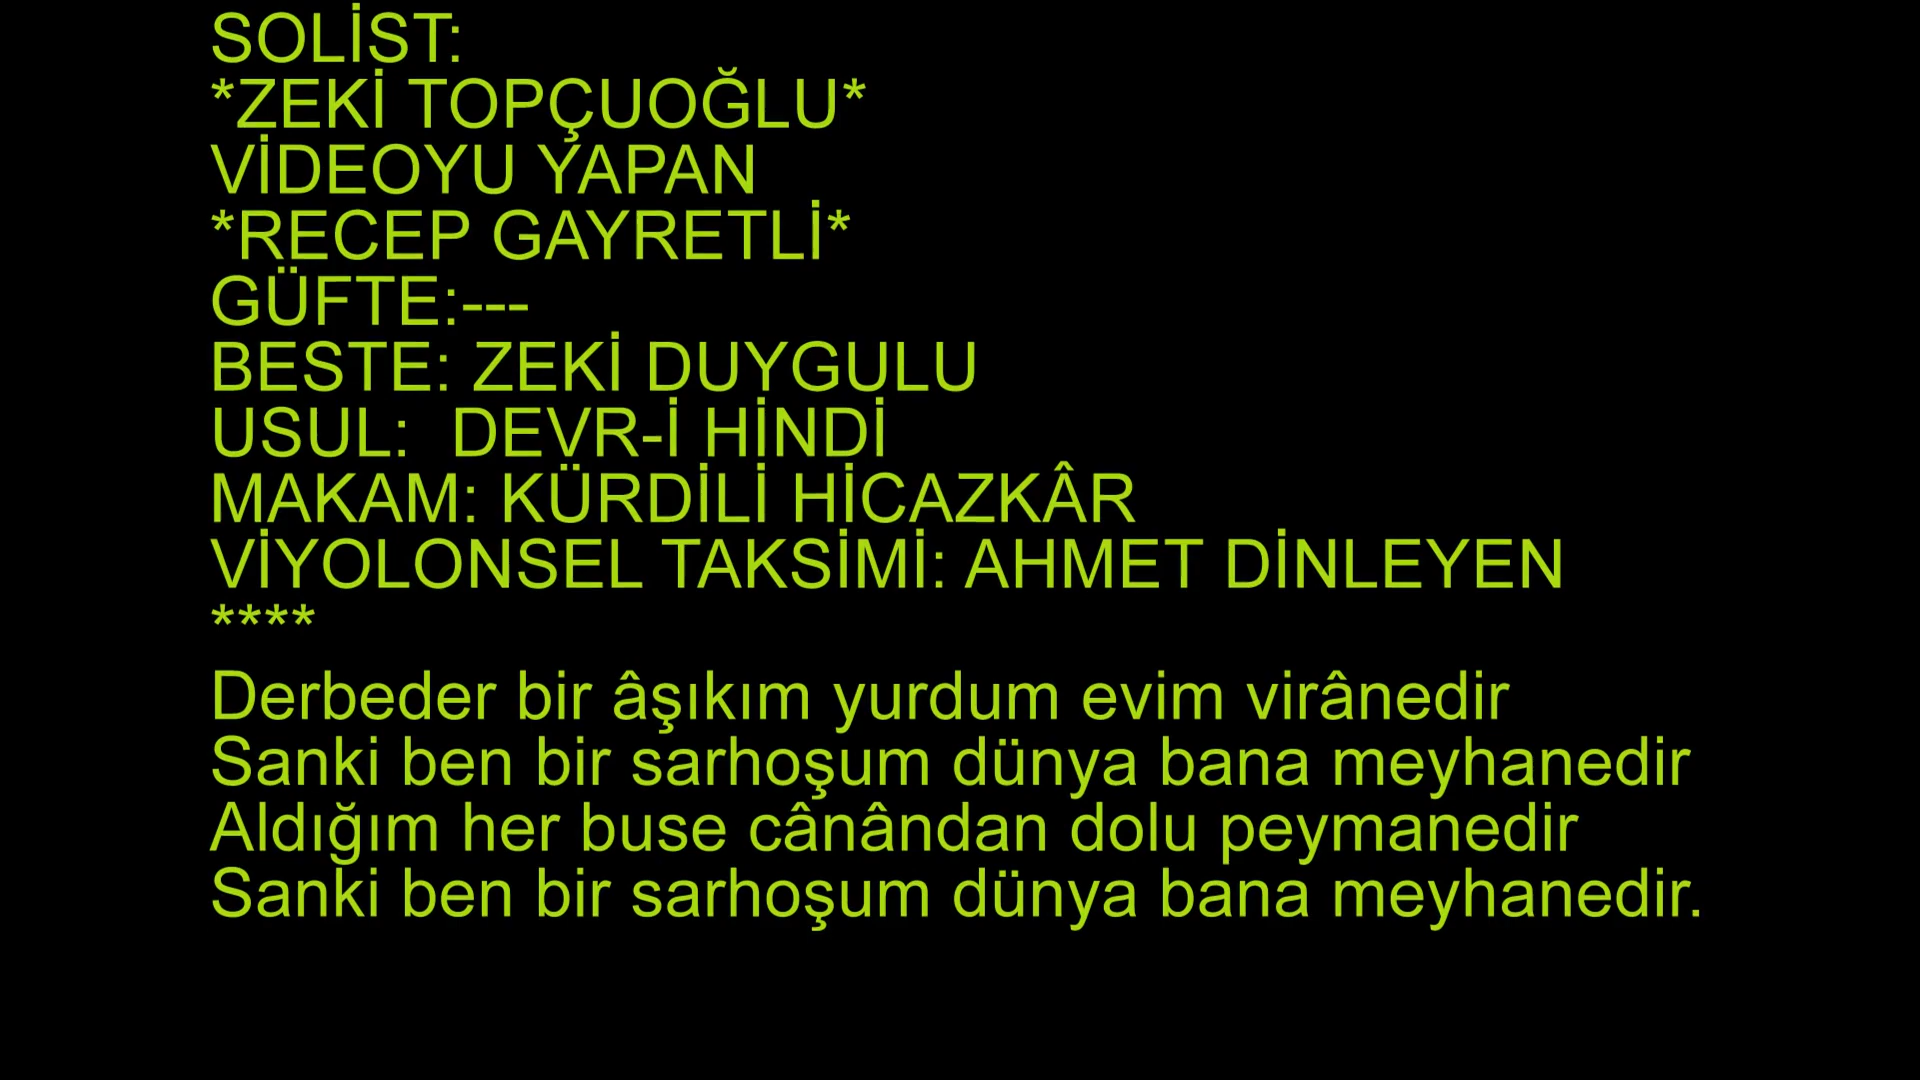 SOLİST:
*ZEKİ TOPÇUOĞLU*
VİDEOYU YAPAN
*RECEP GAYRETLİ*
GÜFTE:---
BESTE: ZEKİ DUYGULU
USUL:  DEVR-İ HİNDİ
MAKAM: KÜRDİLİ HİCAZKÂR
VİYOLONSEL TAKSİMİ: AHMET DİNLEYEN
****
Derbeder bir âşıkım yurdum evim virânedir
Sanki ben bir sarhoşum dünya bana meyhanedir
Aldığım her buse cânândan dolu peymanedir
Sanki ben bir sarhoşum dünya bana meyhanedir.